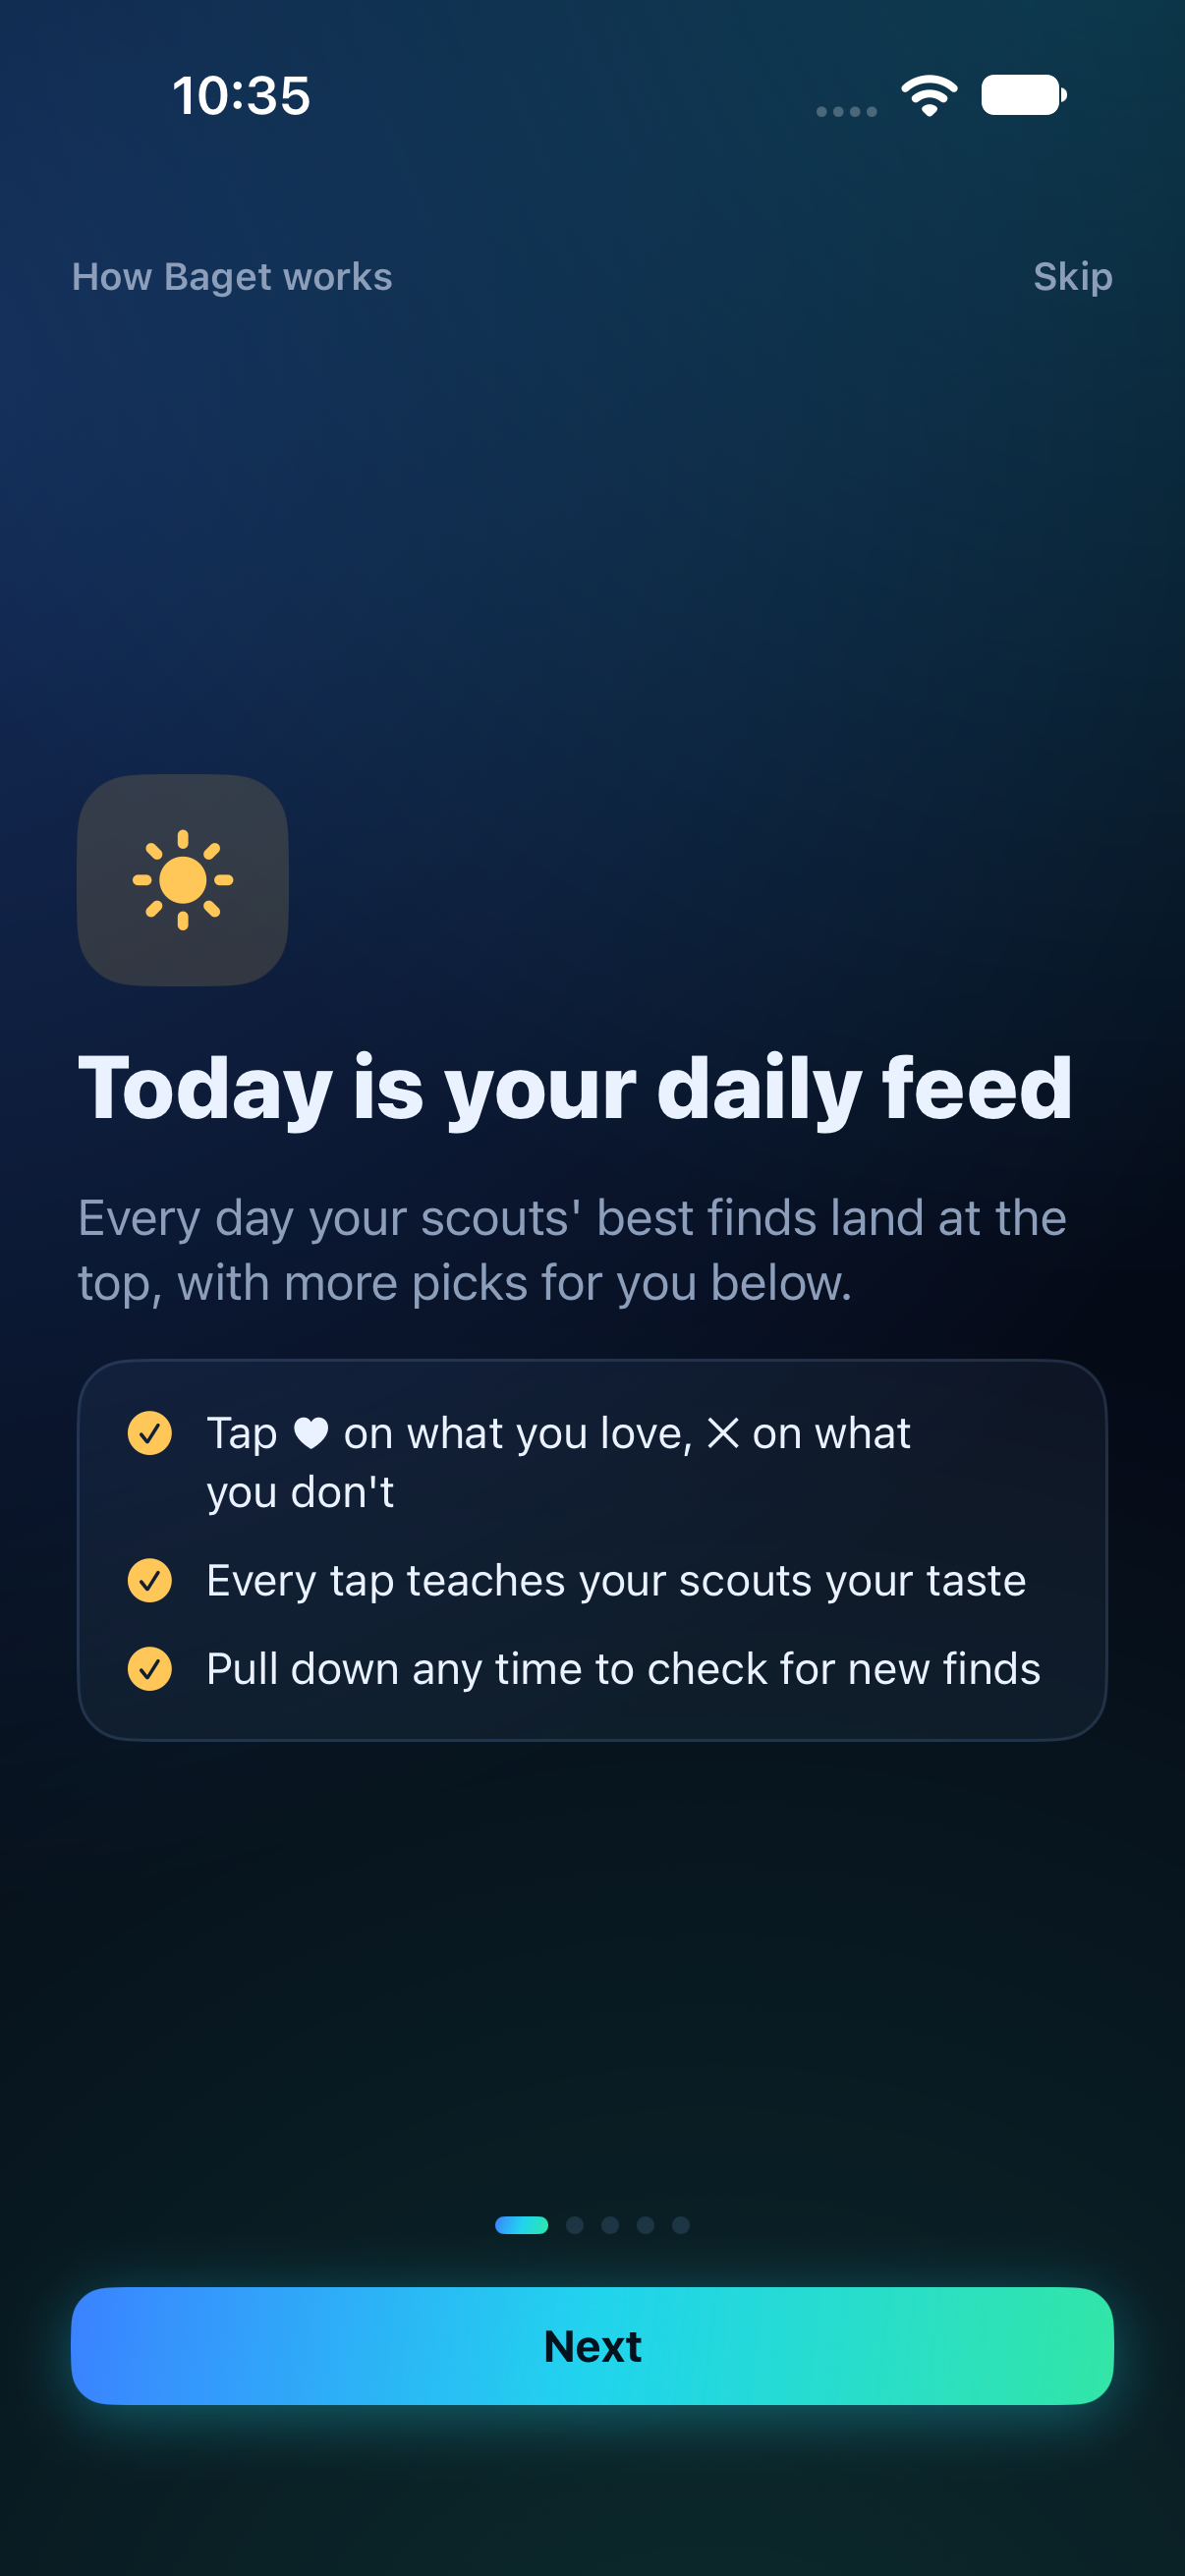 10:35
How Baget works
Skip
Today is your daily feed
Every day your scouts' best finds land at the
top, with more picks for you below.
Tap ♥ on what you love, ✕ on what
you don't
Every tap teaches your scouts your taste
Pull down any time to check for new finds
Next